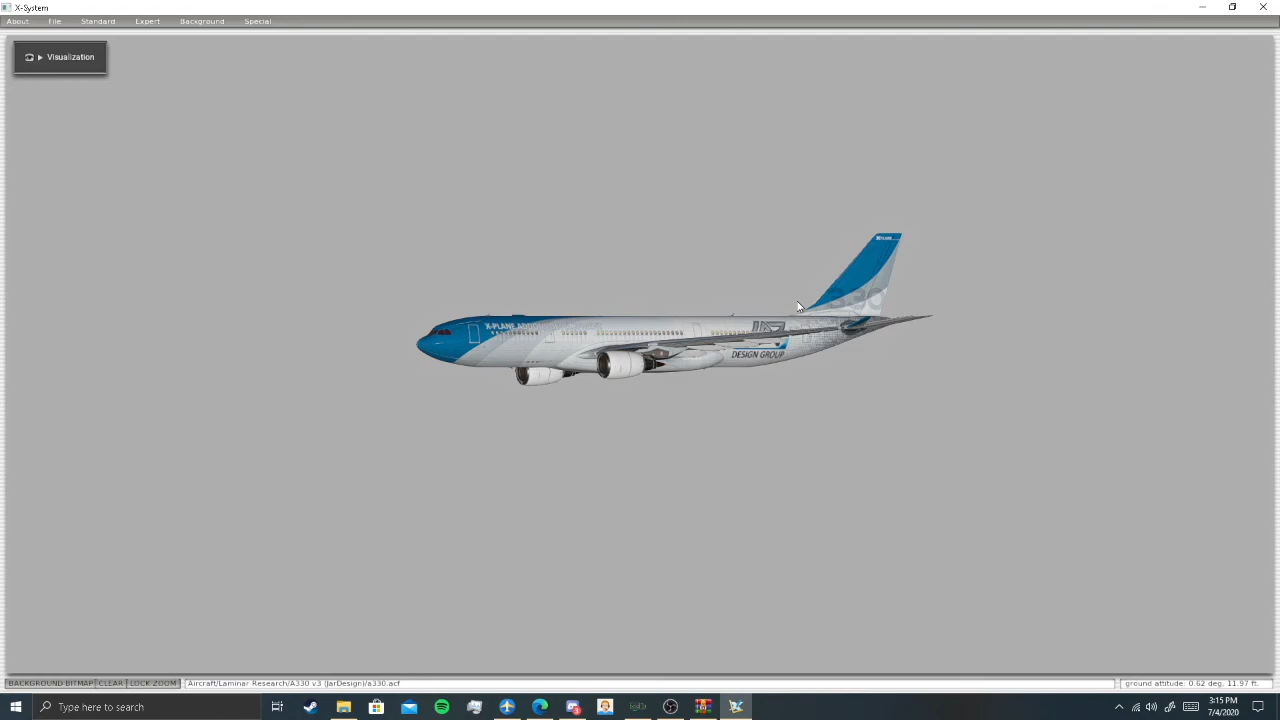 X-System
About File Standard Expert Background Special
Visualization
X-PLANE
X-PLANE
DESIGN GROUP
BACKGROUND BITMAP CLEAR LOCK ZOOM Aircraft/Laminar Research/A330 v3 (JarDesign)/a330.acf ground attitude: 0.62 deg. 11.97 ft.
Type here to search
3:15 PM
7/4/2020